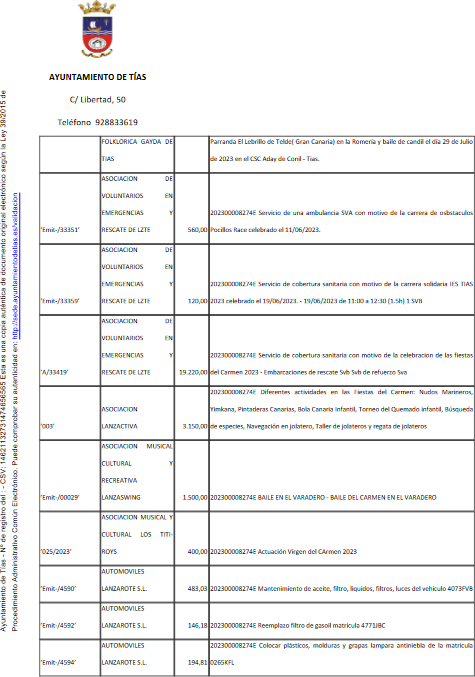 AYUNTAMIENTO DE TÍAS
C/ Libertad, 50
Teléfono 928833619
FOLKLORICA GAYDA DE
TIAS
Parranda El Lebrillo de Telde( Gran Canaria) en la Romería y baile de candil el día 29 de Julio
de 2023 en el CSC Aday de Conil - Tias.
'Emit-/33351'
ASOCIACION DE
VOLUNTARIOS EN
EMERGENCIAS Y
RESCATE DE LZTE
560,00
202300008274E Servicio de una ambulancia SVA con motivo de la carrera de osbstaculos
Pocillos Race celebrado el 11/06/2023.
'Emit-/33359'
ASOCIACION DE
VOLUNTARIOS EN
EMERGENCIAS Y
RESCATE DE LZTE
120,00
202300008274E Servicio de cobertura sanitaria con motivo de la carrera solidaria IES TIAS
2023 celebrado el 19/06/2023. - 19/06/2023 de 11:00 a 12:30 (1.5h) 1 SVB
'A/33419'
ASOCIACION DE
VOLUNTARIOS EN
EMERGENCIAS Y
RESCATE DE LZTE
19.220,00
202300008274E Servicio de cobertura sanitaria con motivo de la celebracion de las fiestas
del Carmen 2023 - Embarcaciones de rescate Svb Svb de refuerzo Sva
'003'
ASOCIACION
LANZACTIVA
3.150,00
202300008274E Diferentes actividades en las Fiestas del Carmen: Nudos Marineros,
Yimkana, Pintaderas Canarias, Bola Canaria Infantil, Torneo del Quemado infantil, Búsqueda
de especies, Navegación en jolatero, Taller de jolateros y regata de jolateros
'Emit-/00029'
ASOCIACION MUSICAL
CULTURAL Y
RECREATIVA
LANZASWING
1.500,00
202300008274E BAILE EN EL VARADERO - BAILE DEL CARMEN EN EL VARADERO
'025/2023'
ASOCIACION MUSICAL Y
CULTURAL LOS TITI-
ROYS
400,00
202300008274E Actuación Virgen del CArmen 2023
'Emit-/4590'
AUTOMOVILES
LANZAROTE S.L.
483,03
202300008274E Mantenimiento de aceite, filtro, liquidos, filtros, luces del vehiculo 4073FVB
'Emit-/4592'
AUTOMOVILES
LANZAROTE S.L.
146,18
202300008274E Reemplazo filtro de gasoil matricula 4771JBC
'Emit-/4594'
AUTOMOVILES
LANZAROTE S.L.
194,81
202300008274E Colocar plásticos, molduras y grapas lampara antiniebla de la matricula
0265KFL
Ayuntamiento de Tías - Nº de registro del : - CSV: 14621132731474856565 Esta es una copia auténtica de documento original electrónico según la Ley 39/2015 de
Procedimiento Administrativo Común Electrónico. Puede comprobar su autenticidad en: http://sede.ayuntamientodetias.es/validacion